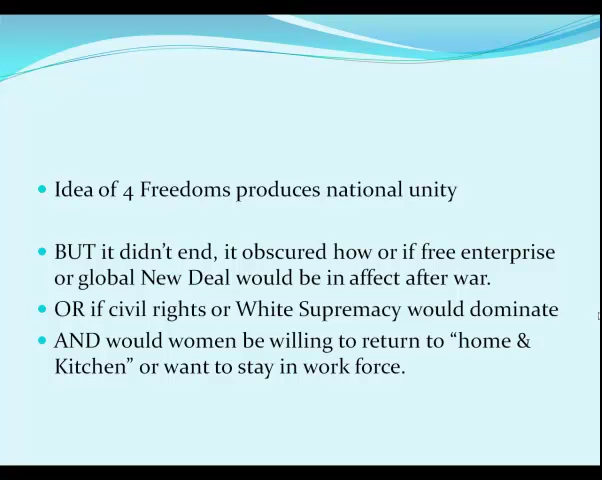 Idea of 4 Freedoms produces national unity
BUT it didn't end, it obscured how or if free enterprise
or global New Deal would be in affect after war.
OR if civil rights or White Supremacy would dominate
AND would women be willing to return to “home &
Kitchen” or want to stay in work force.